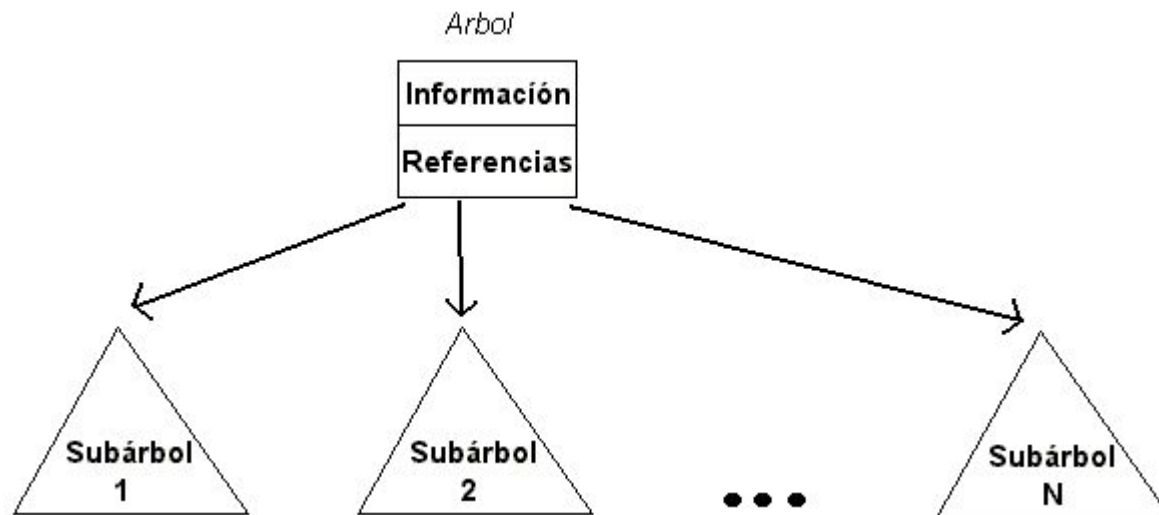 Arbol
Información
Referencias
Subárbol
1
Subárbol
2
Subárbol
N